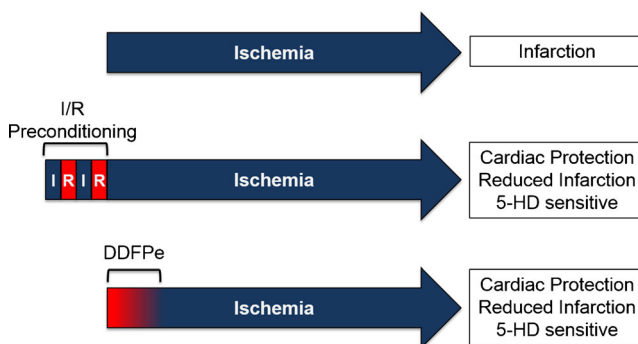 Ischemia
Infarction
I/R
Preconditioning
I R I R
Ischemia
Cardiac Protection
Reduced Infarction
5-HD sensitive
DDFPe
Ischemia
Cardiac Protection
Reduced Infarction
5-HD sensitive